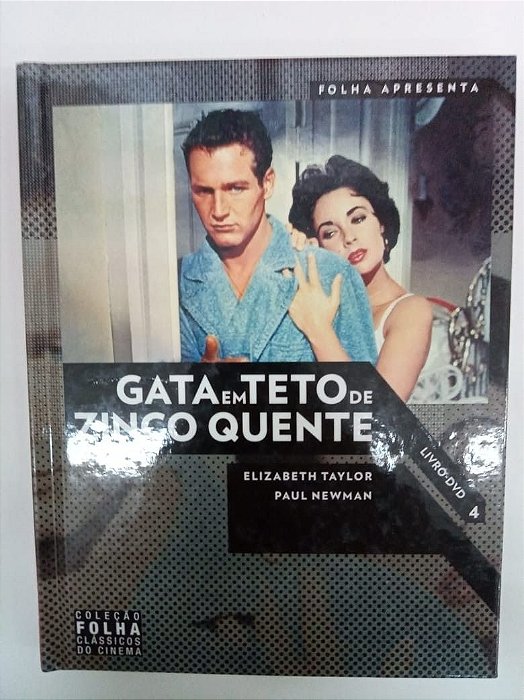 FOLHA APRESENTA
GATA EM TETO DE
ZINCO QUENTE
ELIZABETH TAYLOR
PAUL NEWMAN
LIVRO-DVD
4
COLEÇÃO
FOLHA
CLÁSSICOS
DO CINEMA